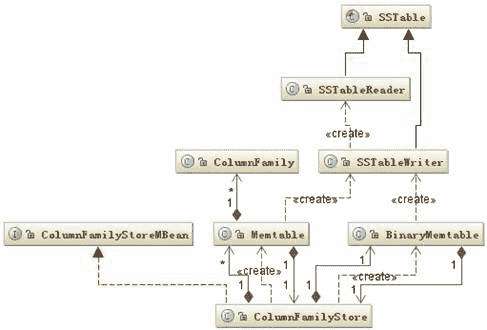 SSTable
SSTableReader
«create»
ColumnFamily
SSTableWriter
* 1
«create»
«create»
ColumnFamilyStoreMBean
Memtable
BinaryMemtable
* «create» 1 1 «create» 1
1 1 1 1
ColumnFamilyStore